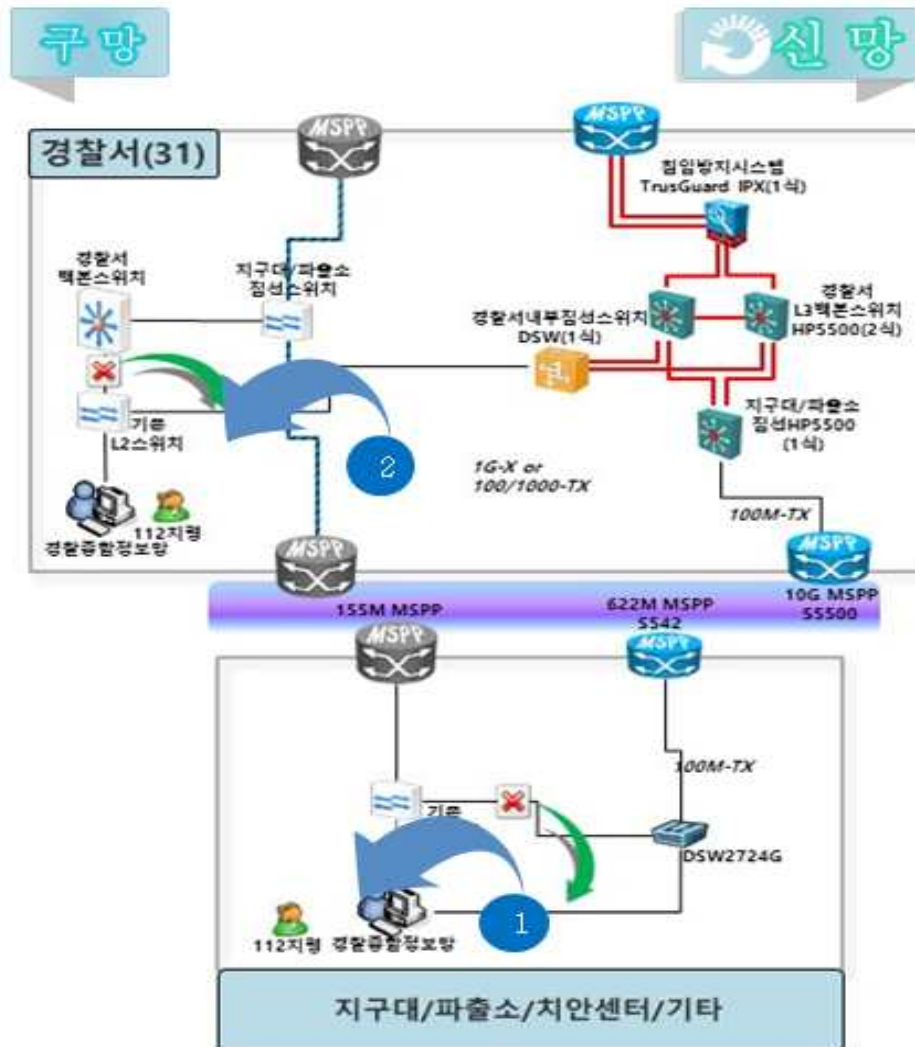 구망
신망
경찰서(31)
MSPP
MSPP
침입방지시스템
TrusGuard IPX(1식)
경찰서
백본스위치
지구대/파출소
집선스위치
경찰서내부집선스위치
DSW(1식)
경찰서
L3백본스위치
HP5500(2식)
기존
L2스위치
지구대/파출소
집선HP5500
(1식)
2
1G-X or
100/1000-TX
100M-TX
112지령
경찰종합정보망
MSPP
MSPP
155M MSPP
622M MSPP
S542
10G MSPP
S5500
MSPP
MSPP
100M-TX
기존
DSW2724G
1
112지령
경찰종합정보망
지구대/파출소/치안센터/기타